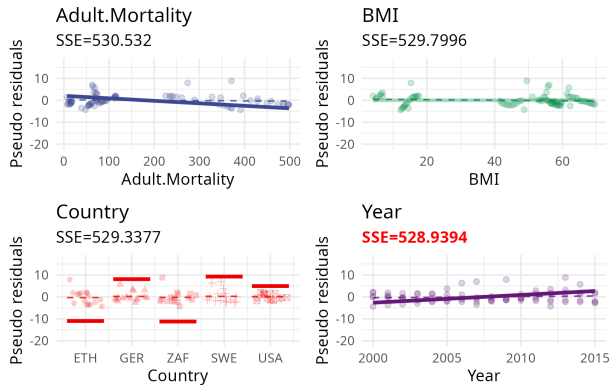 Adult.Mortality
SSE=530.532
Pseudo residuals
10
0
-10
-20
0 100 200 300 400 500
Adult.Mortality
BMI
SSE=529.7996
Pseudo residuals
10
0
-10
-20
20 40 60
BMI
Country
SSE=529.3377
Pseudo residuals
10
0
-10
-20
ETH GER ZAF SWE USA
Country
Year
SSE=528.9394
Pseudo residuals
10
0
-10
-20
2000 2005 2010 2015
Year